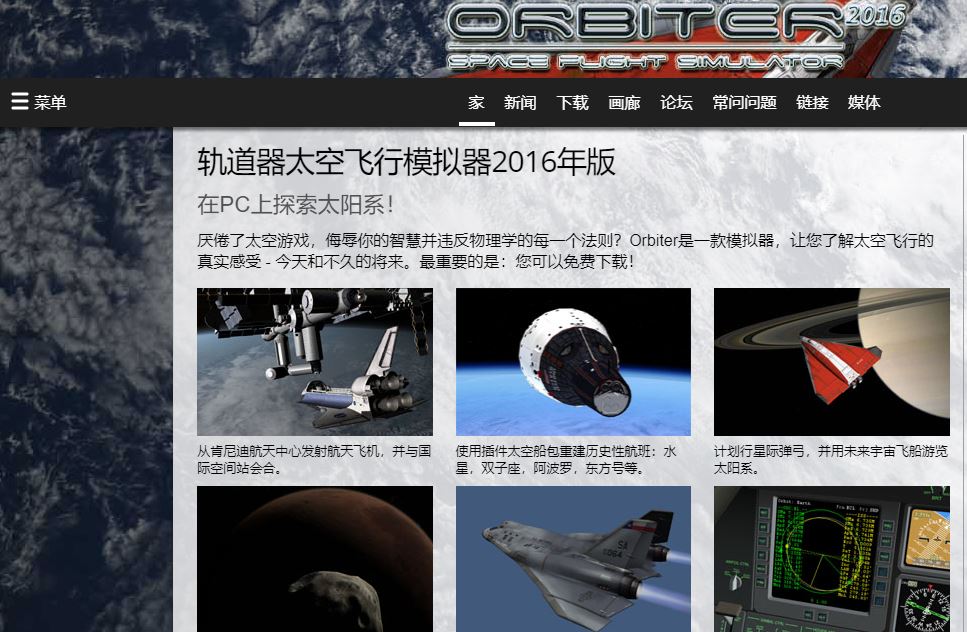 ORBITER 2016
SPACE FLIGHT SIMULATOR
菜单
家 新闻 下载 画廊 论坛 常问问题 链接 媒体
轨道器太空飞行模拟器2016年版
在PC上探索太阳系！
厌倦了太空游戏，侮辱你的智慧并违反物理学的每一个法则？Orbiter是一款模拟器，让您了解太空飞行的
真实感受 - 今天和不久的将来。最重要的是：您可以免费下载！
从肯尼迪航天中心发射航天飞机，并与国
际空间站会合。
使用插件太空船包重建历史性航班：水
星，双子座，阿波罗，东方号等。
计划行星际弹弓，并用未来宇宙飞船游览
太阳系。
SA